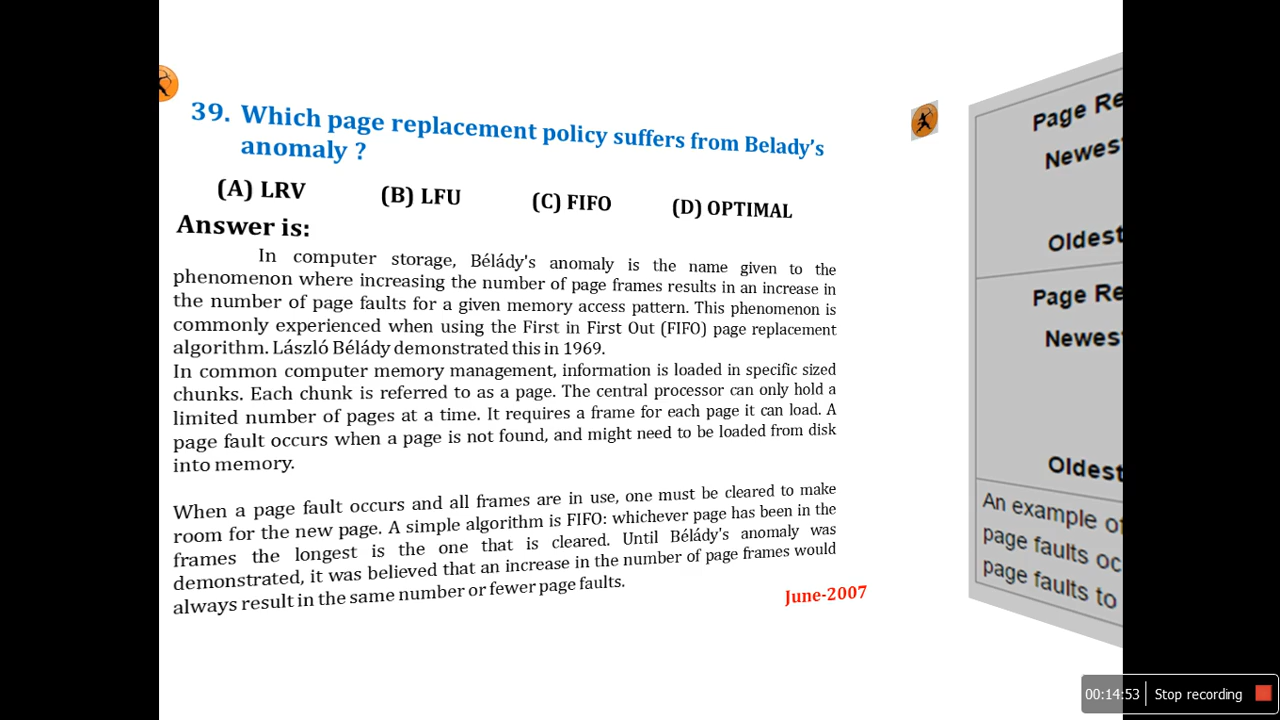 39. Which page replacement policy suffers from Belady's
anomaly ?
(A) LRV (B) LFU (C) FIFO (D) OPTIMAL
Answer is:
In computer storage, Bélády's anomaly is the name given to the
phenomenon where increasing the number of page frames results in an increase in
the number of page faults for a given memory access pattern. This phenomenon is
commonly experienced when using the First in First Out (FIFO) page replacement
algorithm. László Bélády demonstrated this in 1969.
In common computer memory management, information is loaded in specific sized
chunks. Each chunk is referred to as a page. The central processor can only hold a
limited number of pages at a time. It requires a frame for each page it can load. A
page fault occurs when a page is not found, and might need to be loaded from disk
into memory.
When a page fault occurs and all frames are in use, one must be cleared to make
room for the new page. A simple algorithm is FIFO: whichever page has been in the
frames the longest is the one that is cleared. Until Bélády's anomaly was
demonstrated, it was believed that an increase in the number of page frames would
always result in the same number or fewer page faults.
June-2007
Page Re
Newes
Oldest
Page Re
Newes
Oldest
An example of
page faults oc
page faults to
00:14:53 Stop recording